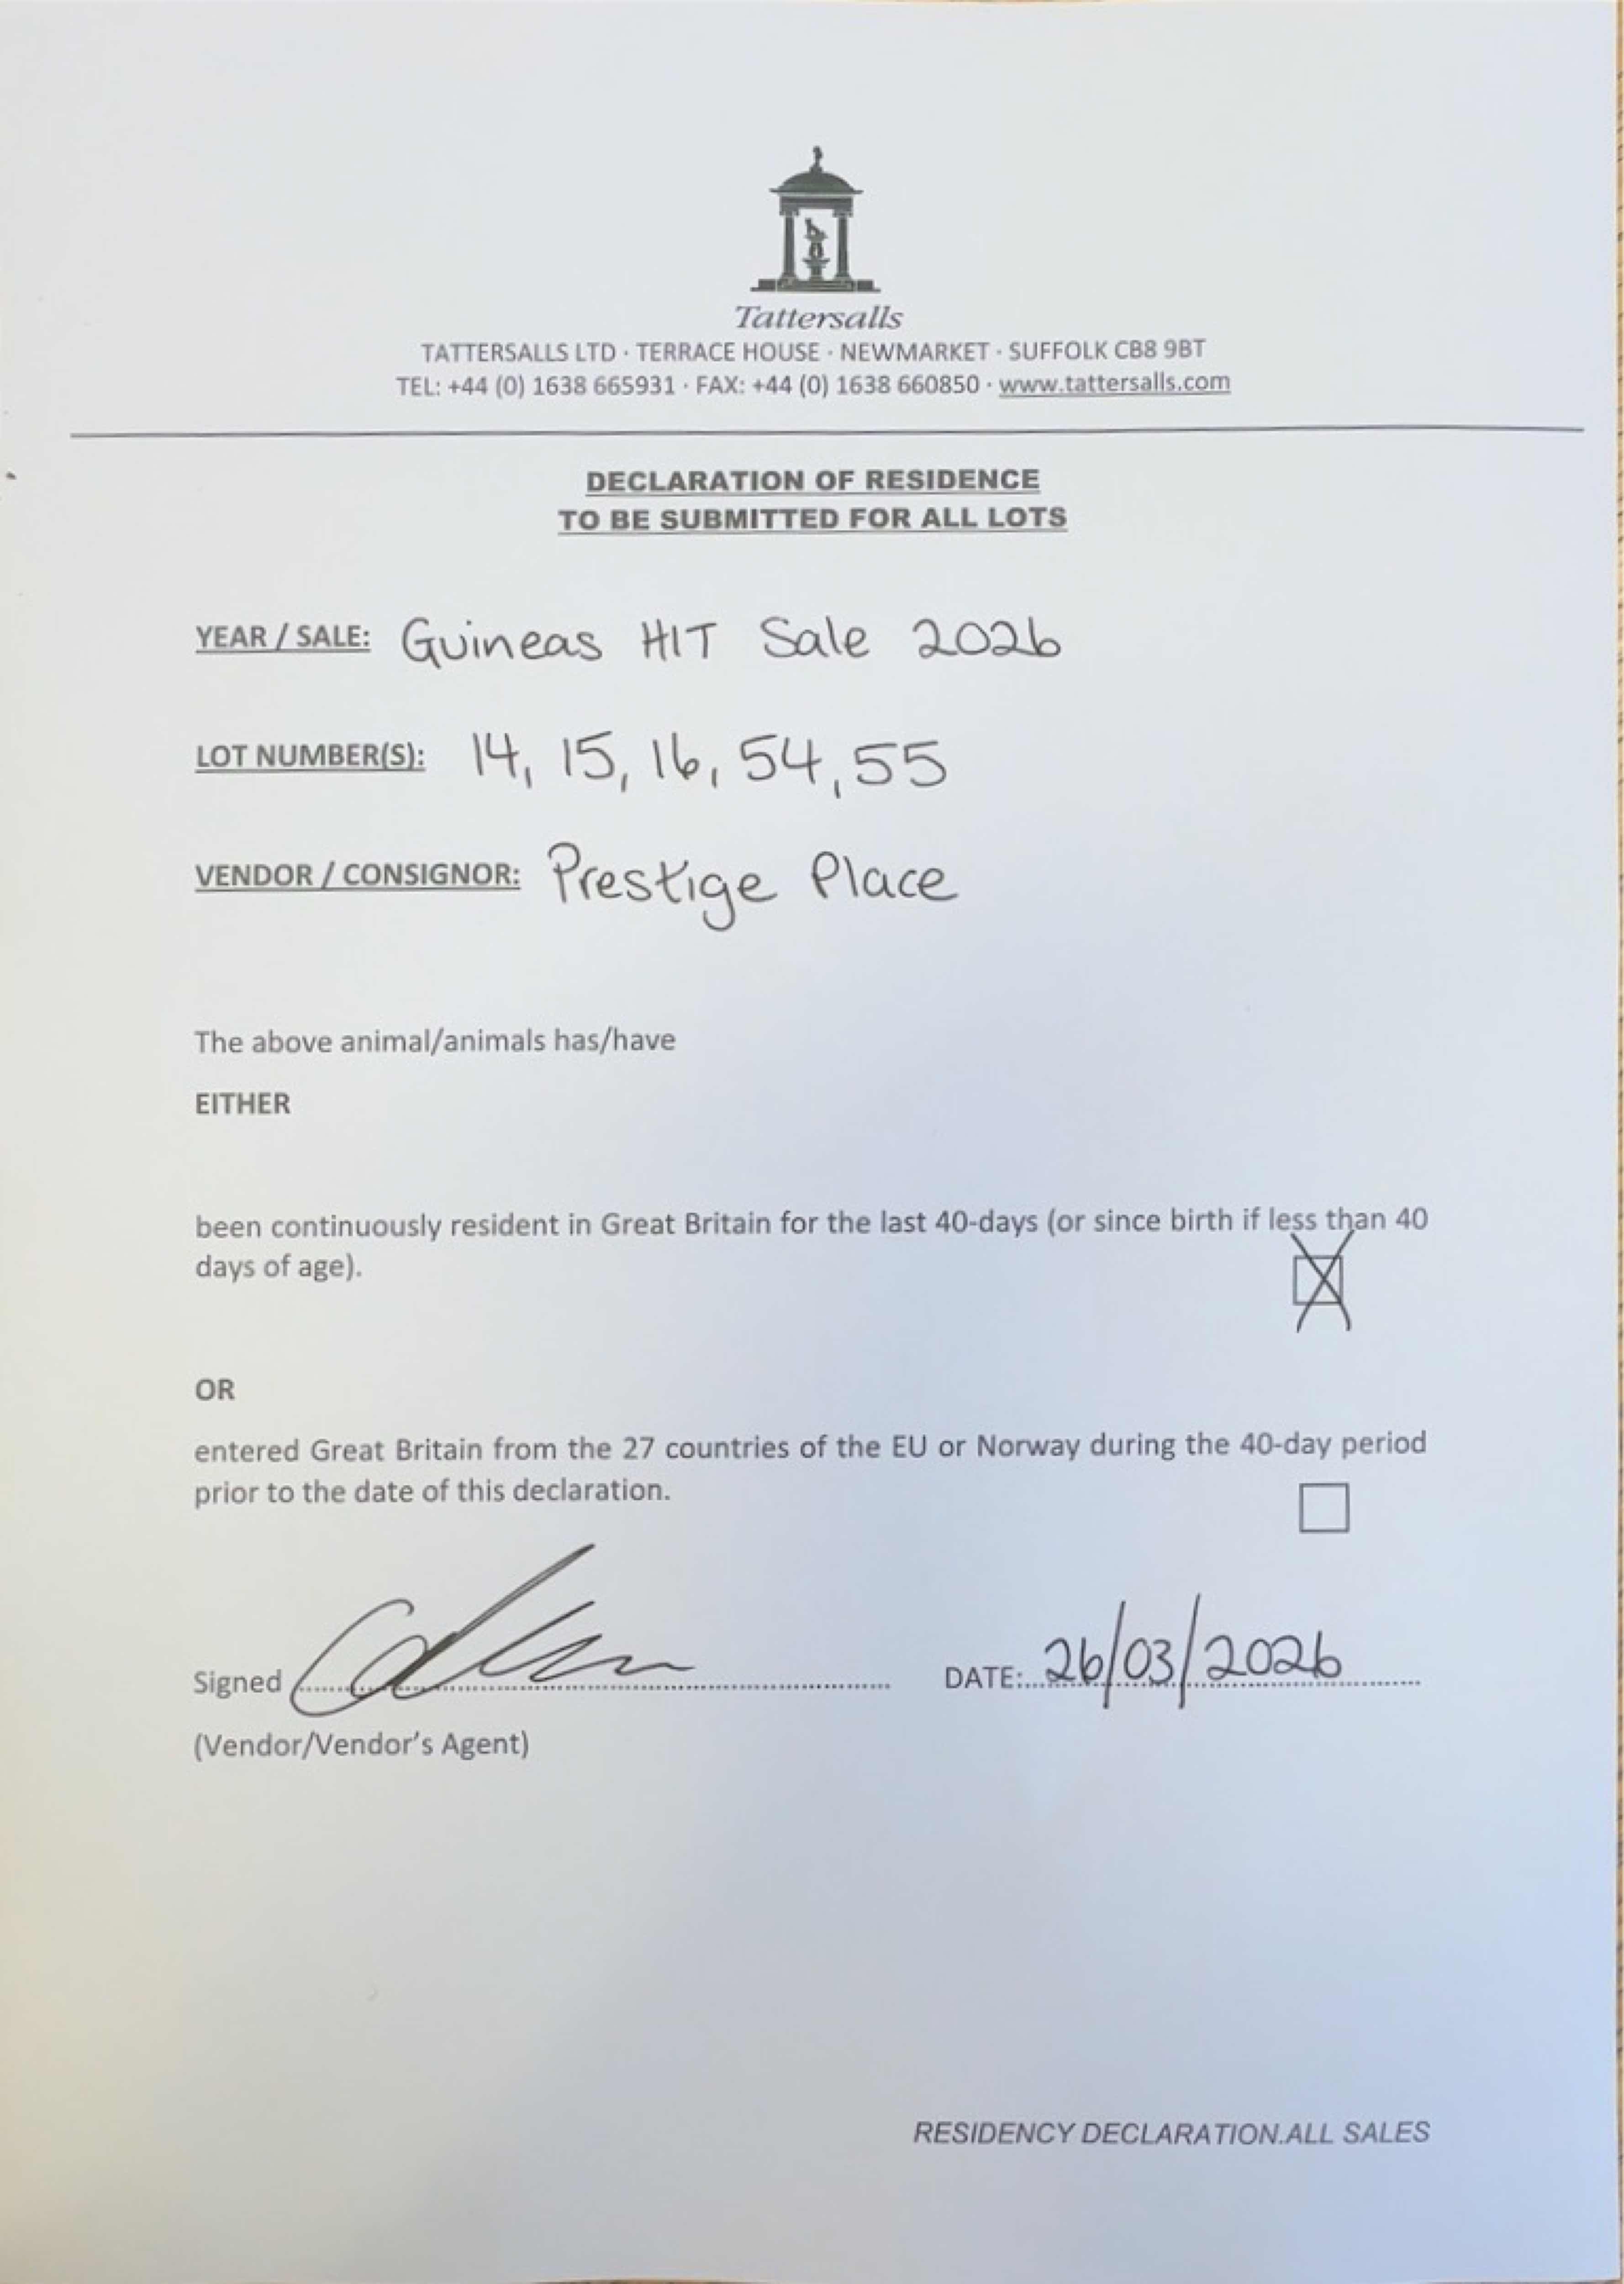 Tattersalls
TATTERSALLS LTD · TERRACE HOUSE · NEWMARKET · SUFFOLK CB8 9BT
TEL: +44 (0) 1638 665931 · FAX: +44 (0) 1638 660850 · www.tattersalls.com
DECLARATION OF RESIDENCE
TO BE SUBMITTED FOR ALL LOTS
YEAR / SALE: Guineas HIT Sale 2026
LOT NUMBER(S): 14, 15, 16, 54, 55
VENDOR / CONSIGNOR: Prestige Place
The above animal/animals has/have
EITHER
been continuously resident in Great Britain for the last 40-days (or since birth if less than 40
days of age).
OR
entered Great Britain from the 27 countries of the EU or Norway during the 40-day period
prior to the date of this declaration.
Signed DATE: 26/03/2026
(Vendor/Vendor's Agent)
RESIDENCY DECLARATION.ALL SALES